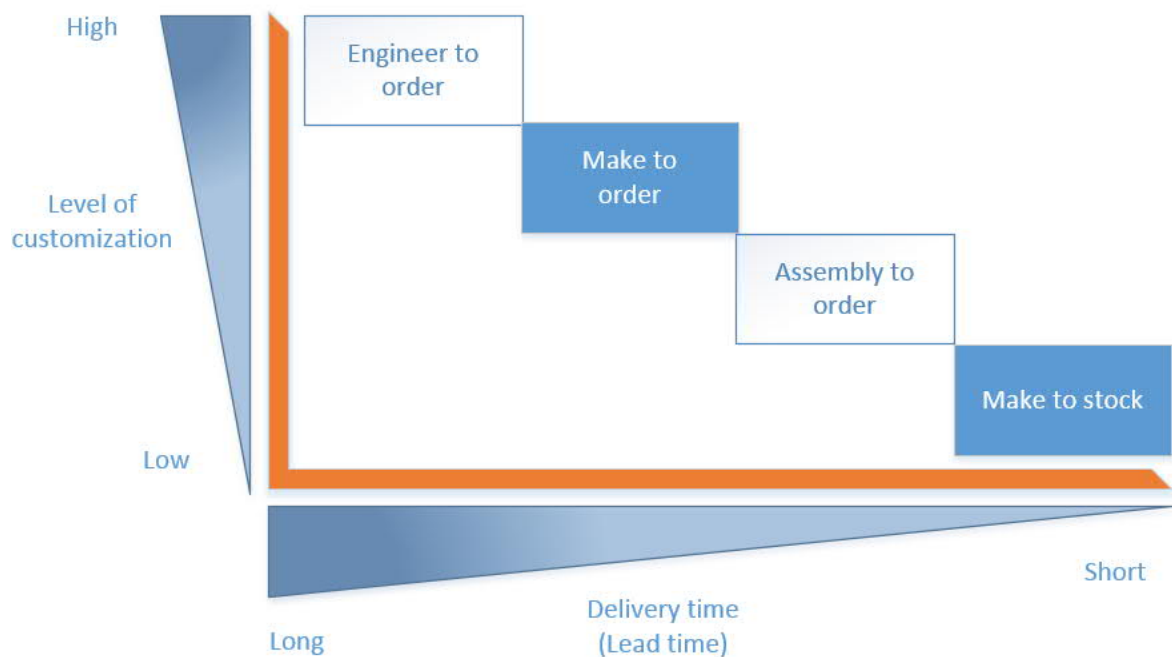 High
Engineer to
order
Make to
order
Level of
customization
Assembly to
order
Make to stock
Low
Short
Delivery time
(Lead time)
Long